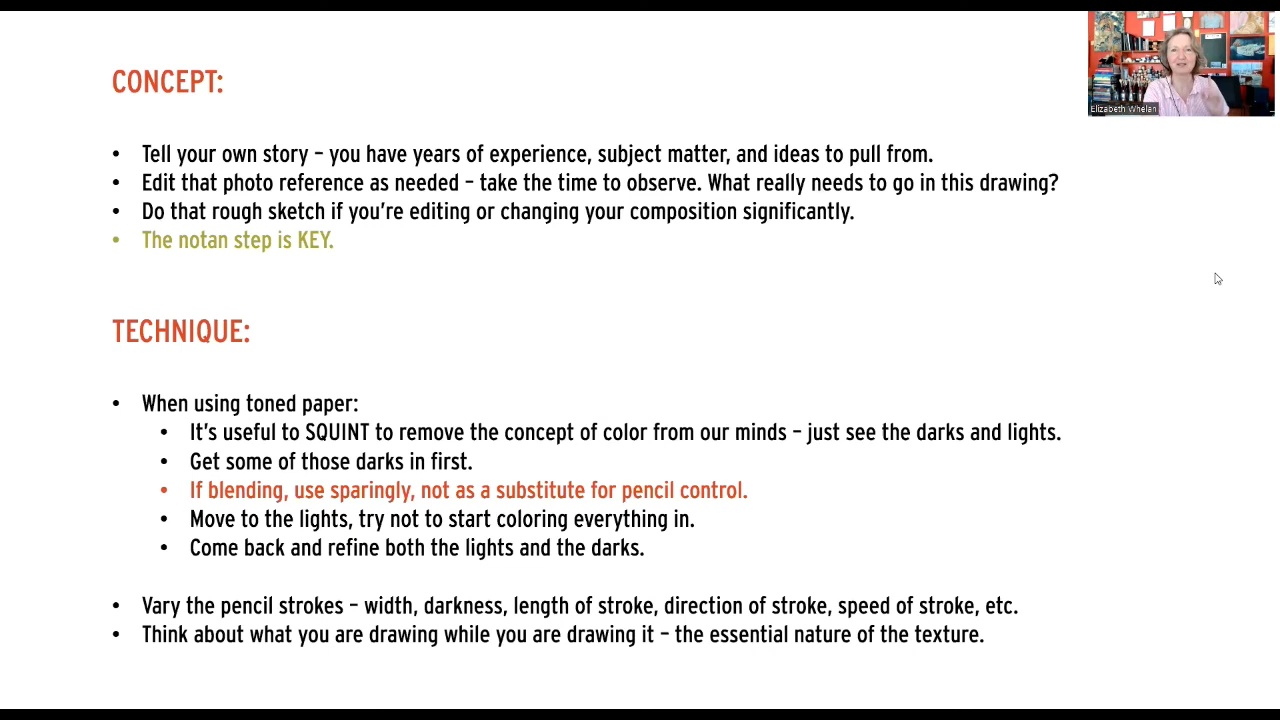 Elizabeth Whelan
CONCEPT:
• Tell your own story – you have years of experience, subject matter, and ideas to pull from.
• Edit that photo reference as needed – take the time to observe. What really needs to go in this drawing?
• Do that rough sketch if you're editing or changing your composition significantly.
• The notan step is KEY.
TECHNIQUE:
• When using toned paper:
• It's useful to SQUINT to remove the concept of color from our minds – just see the darks and lights.
• Get some of those darks in first.
• If blending, use sparingly, not as a substitute for pencil control.
• Move to the lights, try not to start coloring everything in.
• Come back and refine both the lights and the darks.
• Vary the pencil strokes – width, darkness, length of stroke, direction of stroke, speed of stroke, etc.
• Think about what you are drawing while you are drawing it – the essential nature of the texture.